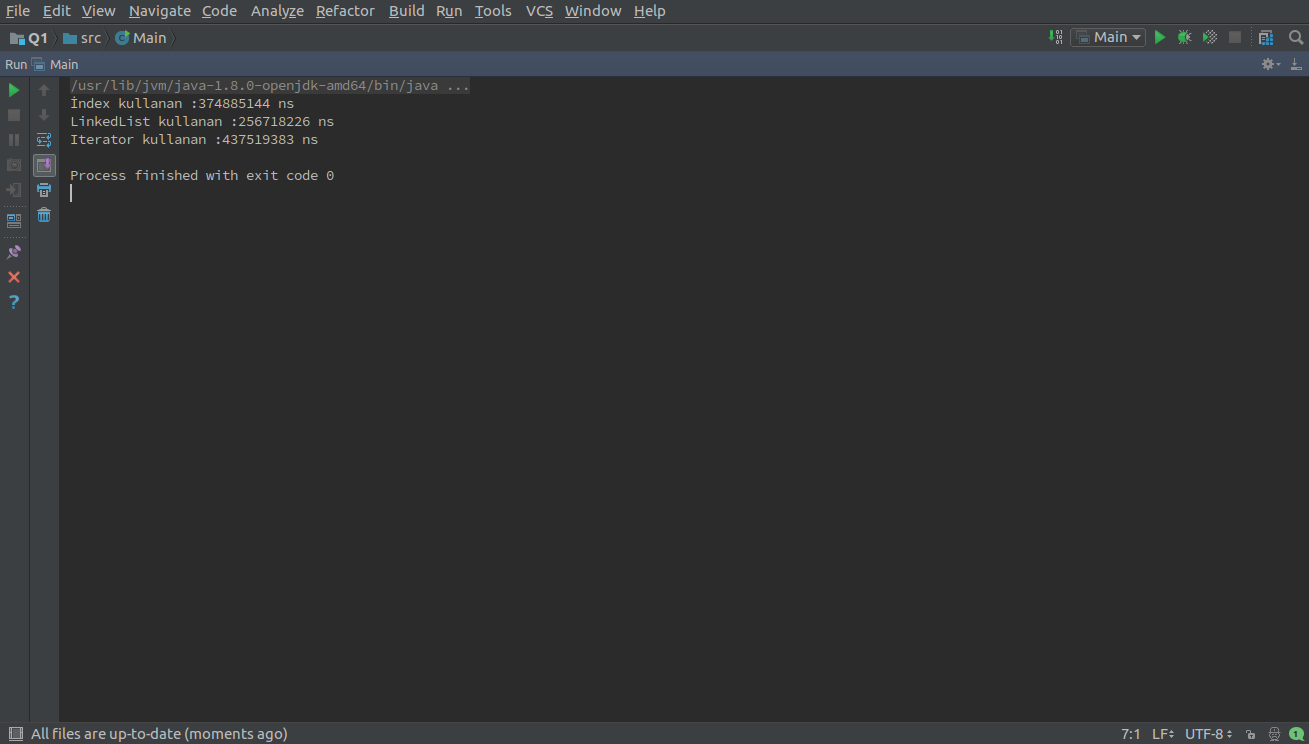 File Edit View Navigate Code Analyze Refactor Build Run Tools VCS Window Help
Q1 src Main Main
Run Main
/usr/lib/jvm/java-1.8.0-openjdk-amd64/bin/java ...
İndex kullanan :374885144 ns
LinkedList kullanan :256718226 ns
Iterator kullanan :437519383 ns
Process finished with exit code 0
All files are up-to-date (moments ago) 7:1 LF UTF-8 1